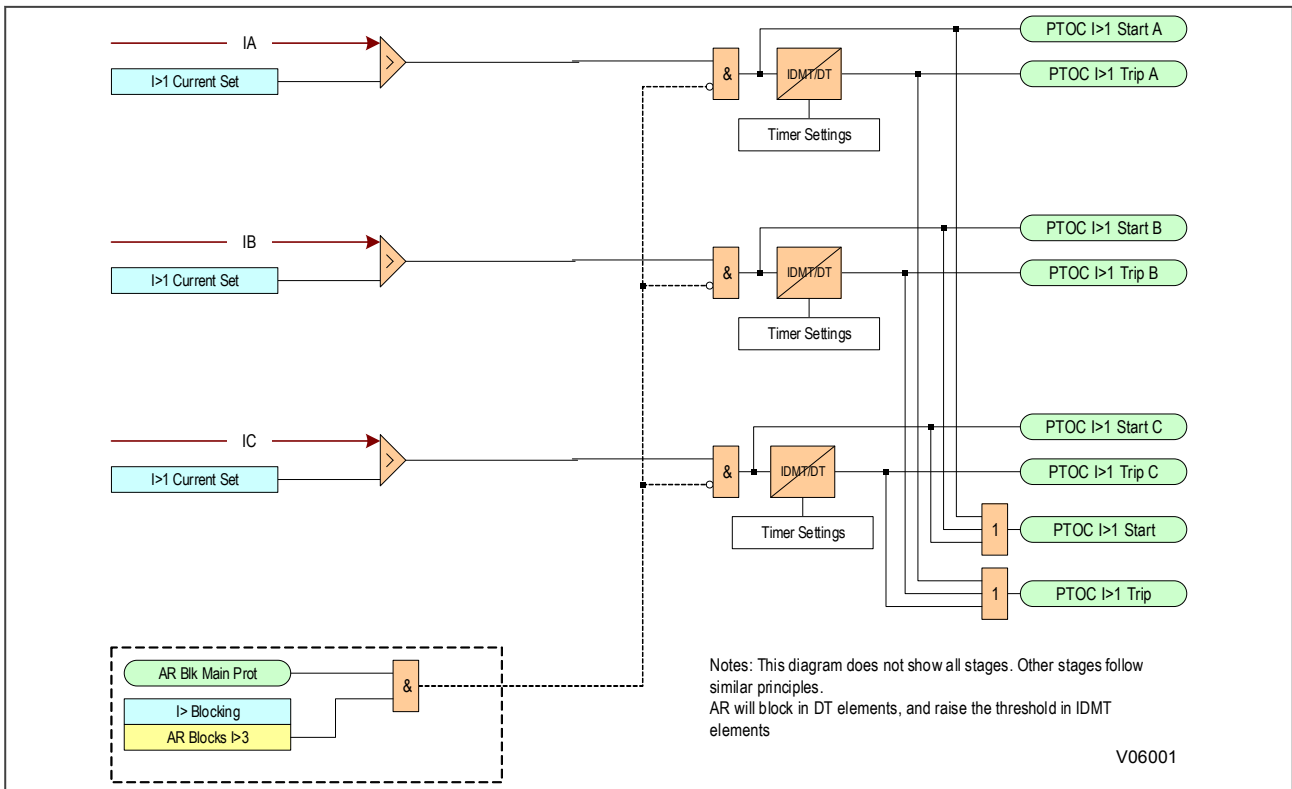 IA
I>1 Current Set
>
&
IDMT/DT
Timer Settings
PTOC I>1 Start A
PTOC I>1 Trip A
IB
I>1 Current Set
>
&
IDMT/DT
Timer Settings
PTOC I>1 Start B
PTOC I>1 Trip B
IC
I>1 Current Set
>
&
IDMT/DT
Timer Settings
PTOC I>1 Start C
PTOC I>1 Trip C
1
PTOC I>1 Start
1
PTOC I>1 Trip
AR Blk Main Prot
I> Blocking
AR Blocks I>3
&
Notes: This diagram does not show all stages. Other stages follow
similar principles.
AR will block in DT elements, and raise the threshold in IDMT
elements
V06001